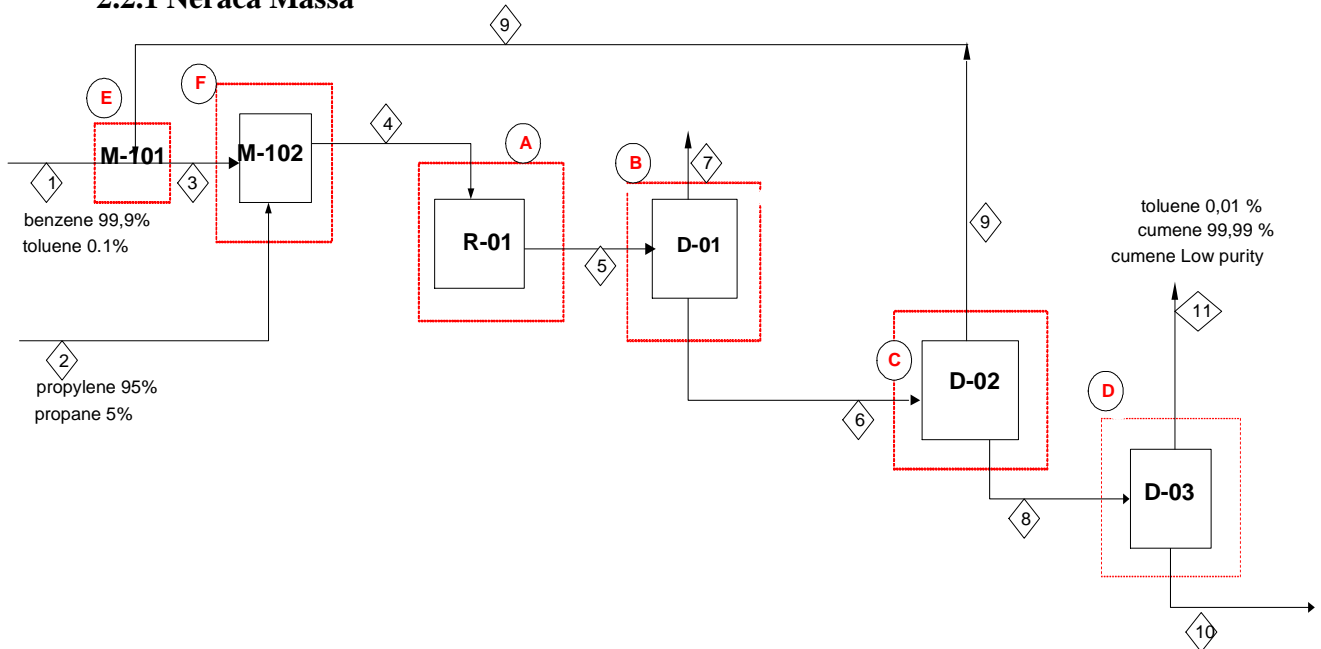 2.2.1 Neraca Massa
9
F
E
4
A
M-101
M-102
B
7
1
3
benzene 99,9%
toluene 0.1%
R-01
D-01
5
9
toluene 0,01 %
cumene 99,99 %
cumene Low purity
11
2
propylene 95%
propane 5%
C
D-02
6
D
D-03
8
10